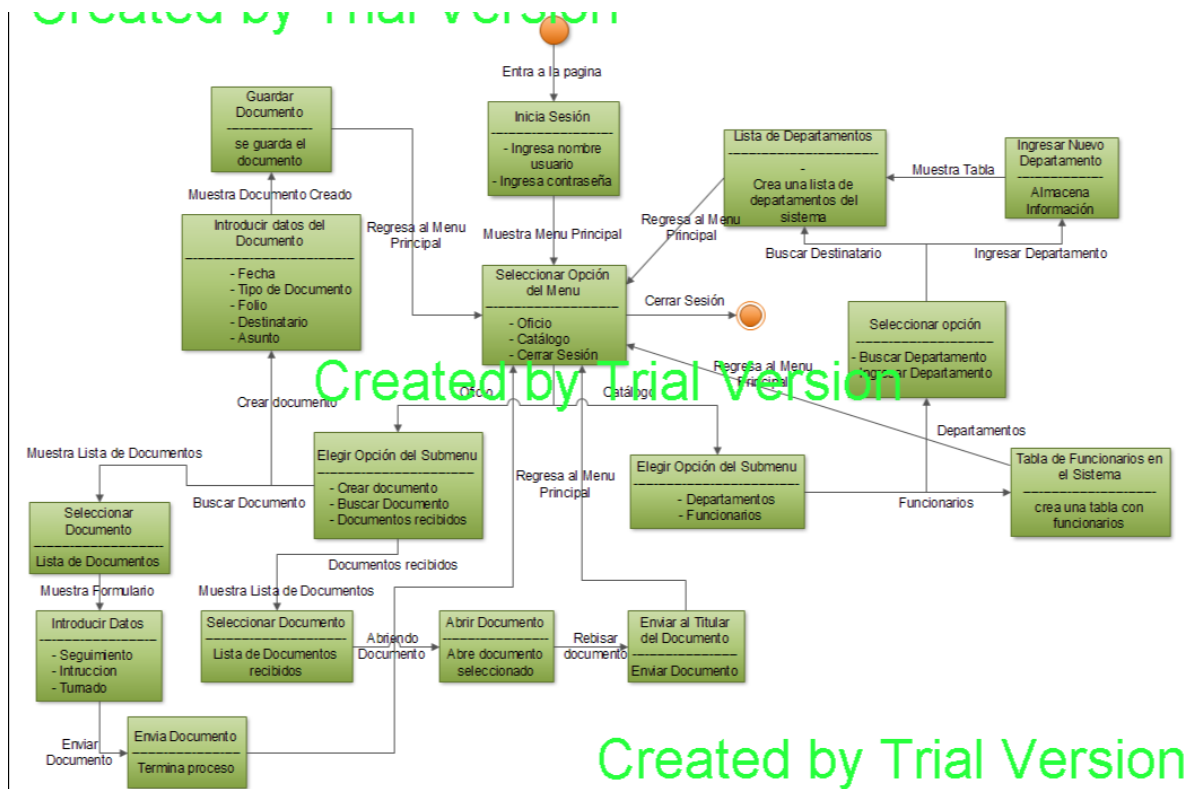 Created by Trial Version
Entra a la pagina
Guardar
Documento
se guarda el
documento
Inicia Sesión
- Ingresa nombre
usuario
- Ingresa contraseña
Lista de Departamentos
-
Crea una lista de
departamentos del
sistema
Ingresar Nuevo
Departamento
Almacena
Información
Muestra Tabla
Muestra Documento Creado
Introducir datos del
Documento
- Fecha
- Tipo de Documento
- Folio
- Destinatario
- Asunto
Regresa al Menu
Principal
Muestra Menu Principal
Regresa al Menu
Principal
Buscar Destinatario
Ingresar Departamento
Seleccionar Opción
del Menu
- Oficio
- Catálogo
- Cerrar Sesión
Cerrar Sesión
Seleccionar opción
- Buscar Departamento
- Ingresar Departamento
Created by Trial Version
Regresa al Menu
Principal
Crear documento
Oficio
Catálogo
Departamentos
Muestra Lista de Documentos
Elegir Opción del Submenu
- Crear documento
- Buscar Documento
- Documentos recibidos
Regresa al Menu
Principal
Elegir Opción del Submenu
- Departamentos
- Funcionarios
Tabla de Funcionarios en
el Sistema
crea una tabla con
funcionarios
Buscar Documento
Funcionarios
Seleccionar
Documento
Lista de Documentos
Documentos recibidos
Muestra Formulario
Muestra Lista de Documentos
Introducir Datos
- Seguimiento
- Intruccion
- Turnado
Seleccionar Documento
Lista de Documentos
recibidos
Abriendo
Documento
Abrir Documento
Abre documento
seleccionado
Rebisar
documento
Enviar al Titular
del Documento
Enviar Documento
Enviar
Documento
Envia Documento
Termina proceso
Created by Trial Version